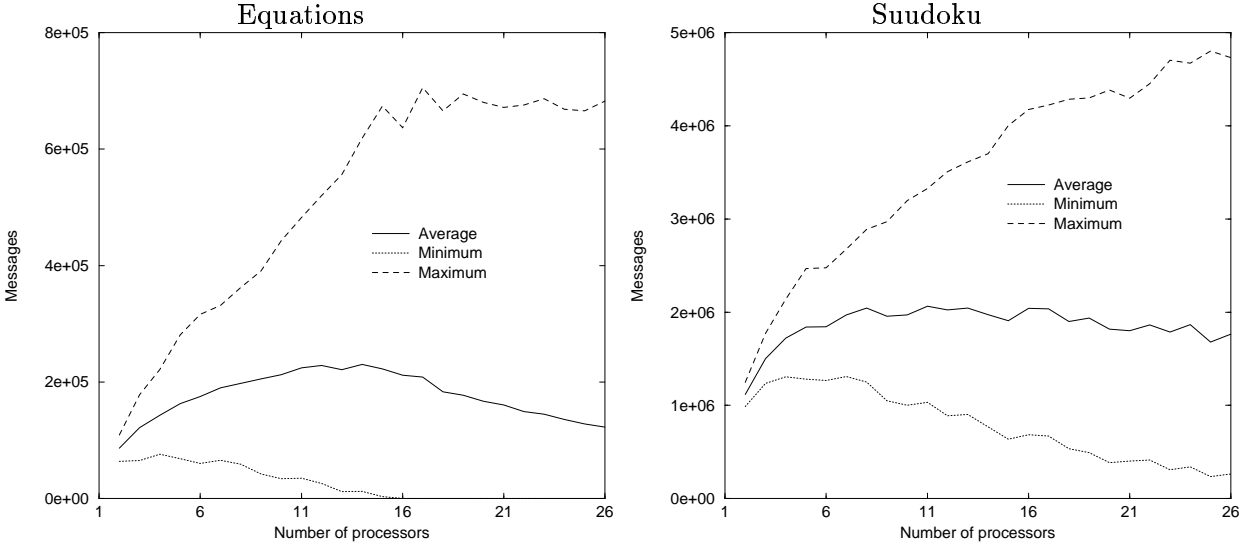 Equations
8e+05
6e+05
4e+05
2e+05
0e+00
Messages
Average
Minimum
Maximum
1 6 11 16 21 26
Number of processors
Suudoku
5e+06
4e+06
3e+06
2e+06
1e+06
0e+00
Messages
Average
Minimum
Maximum
1 6 11 16 21 26
Number of processors